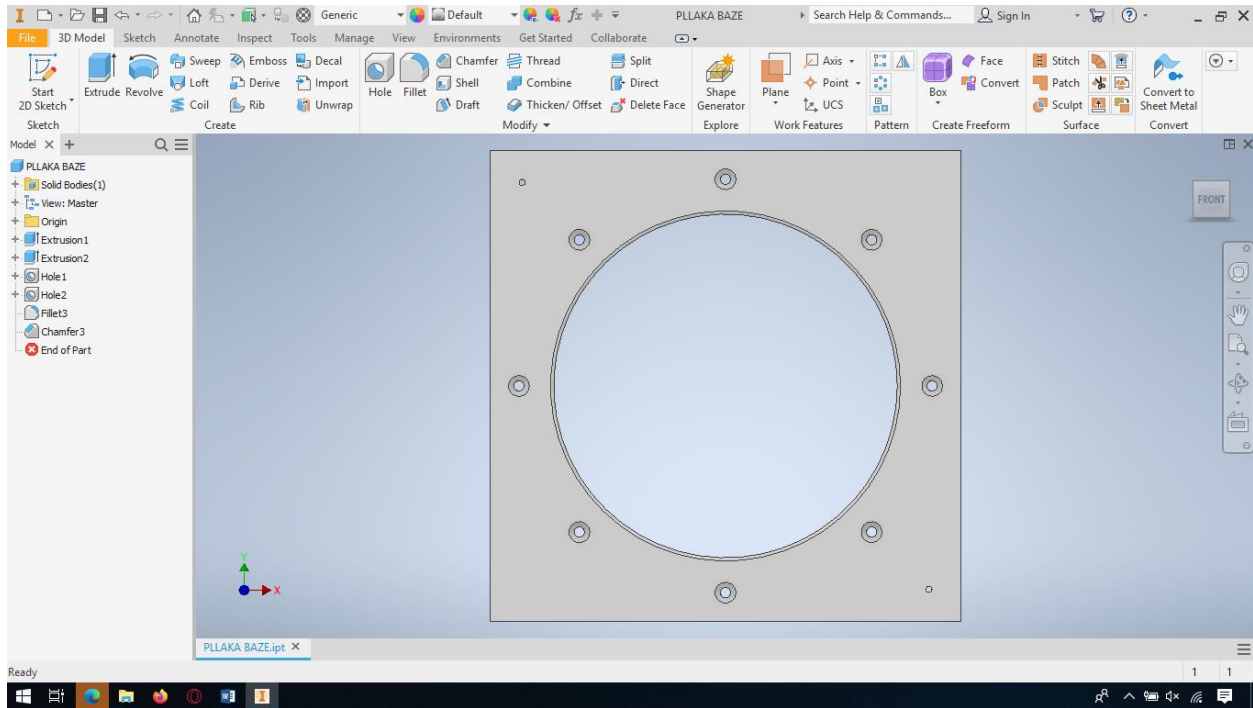 Generic Default fx PLLAKA BAZE Search Help & Commands... Sign In
File 3D Model Sketch Annotate Inspect Tools Manage View Environments Get Started Collaborate
Start 2D Sketch
Extrude Revolve
Sweep Emboss Decal
Loft Derive Import
Coil Rib Unwrap
Hole Fillet
Chamfer Thread Split
Shell Combine Direct
Draft Thicken/ Offset Delete Face
Shape Generator
Plane
Axis
Point
UCS
Box
Face
Convert
Stitch
Patch
Sculpt
Convert to Sheet Metal
Sketch Create Modify Explore Work Features Pattern Create Freeform Surface Convert
Model
PLLAKA BAZE
Solid Bodies(1)
View: Master
Origin
Extrusion1
Extrusion2
Hole1
Hole2
Fillet3
Chamfer3
End of Part
FRONT
Y
X
PLLAKA BAZE.ipt
Ready 1 1